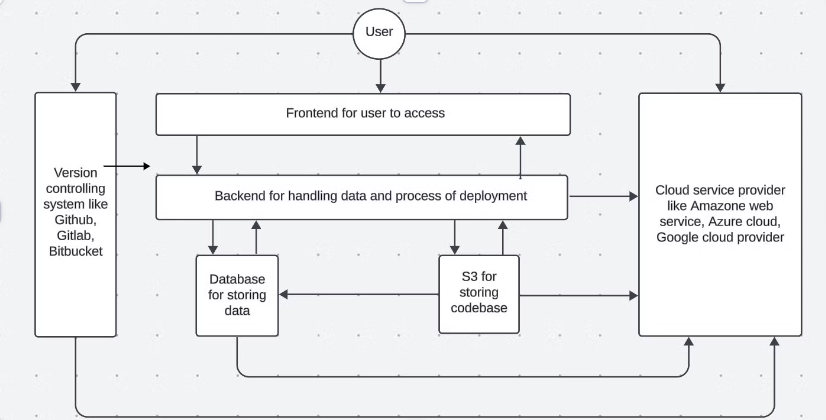 User
Frontend for user to access
Version
controlling
system like
Github,
Gitlab,
Bitbucket
Backend for handling data and process of deployment
Cloud service provider
like Amazone web
service, Azure cloud,
Google cloud provider
Database
for storing
data
S3 for
storing
codebase